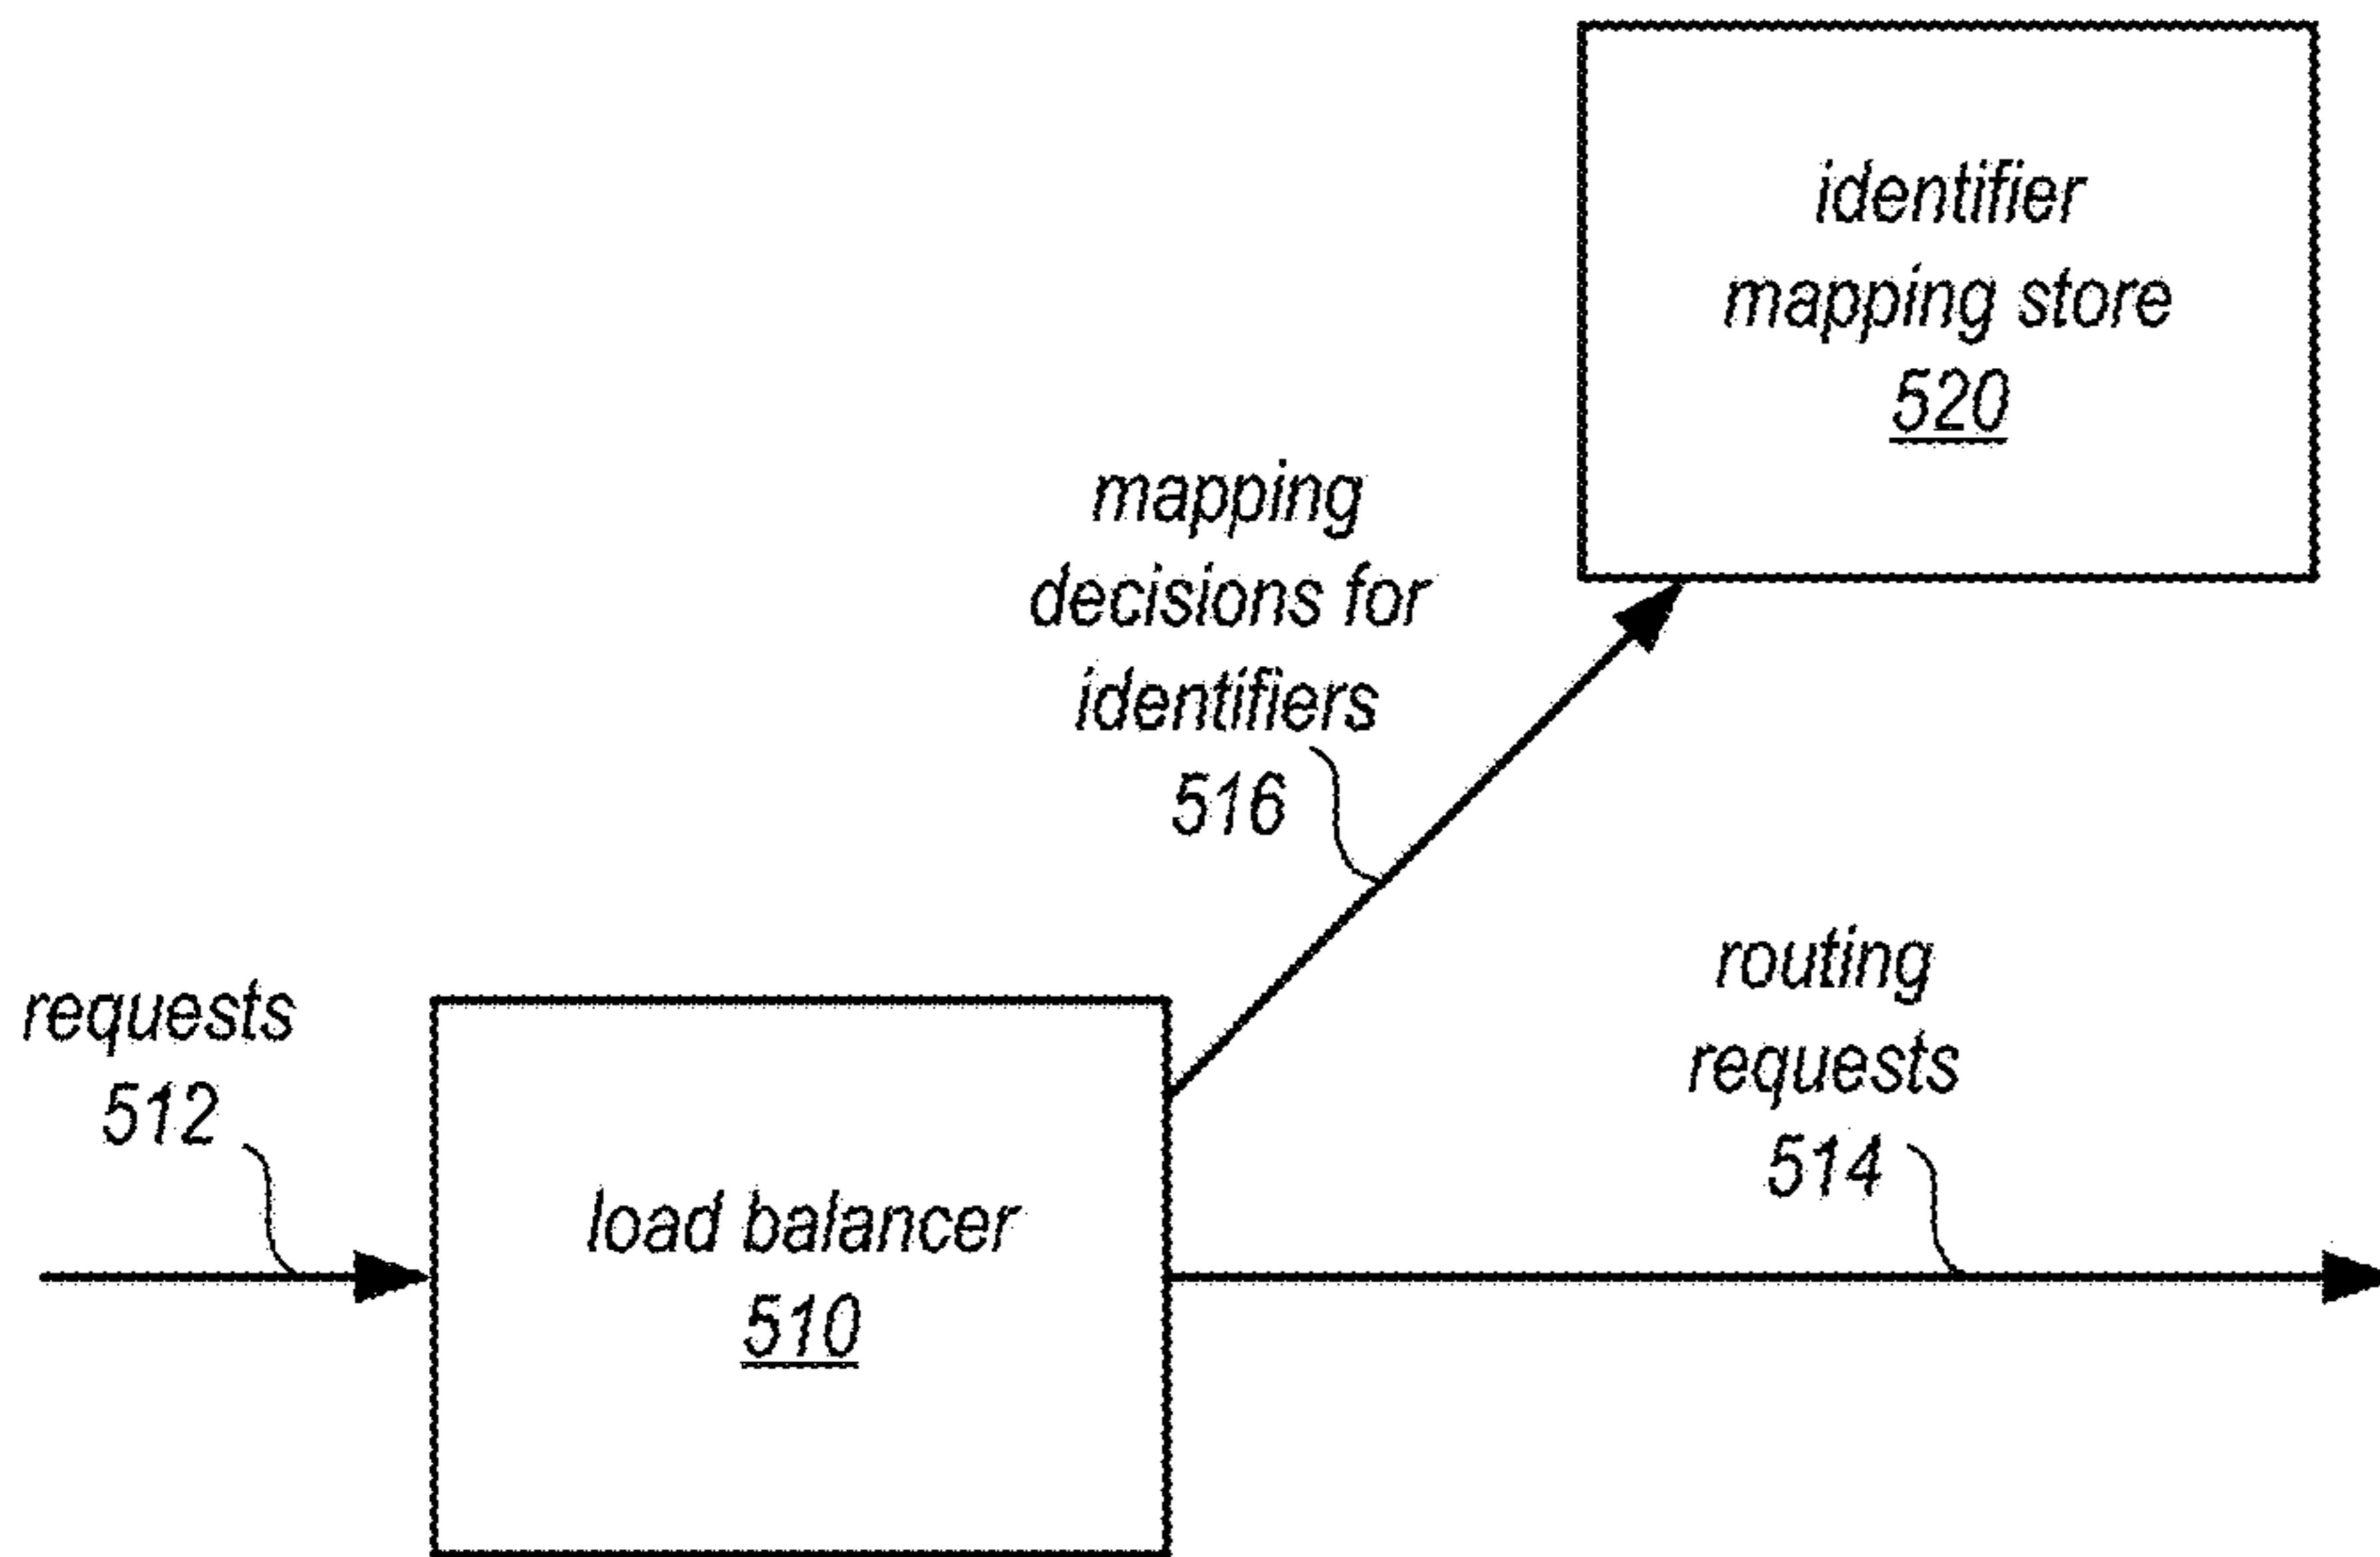 identifier
mapping store
520
mapping
decisions for
identifiers
516
routing
requests
514
requests
512
load balancer
510